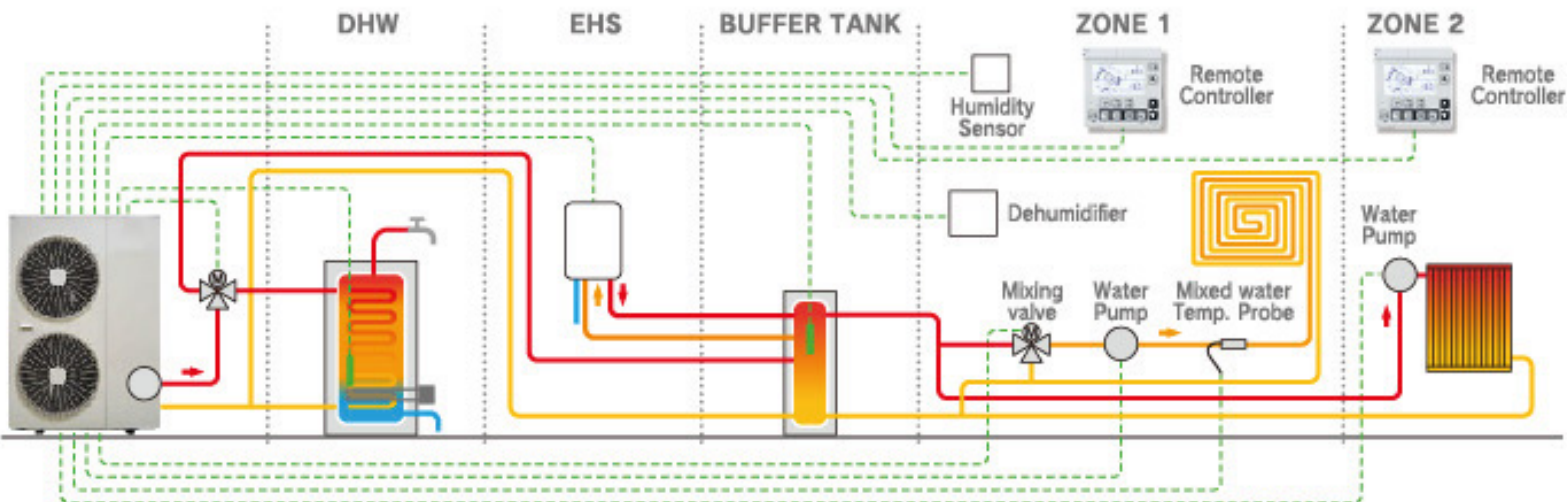 DHW
EHS
BUFFER TANK
ZONE 1
ZONE 2
Humidity
Sensor
Remote
Controller
Remote
Controller
Dehumidifier
Mixing
valve
Water
Pump
Mixed water
Temp. Probe
Water
Pump
M
M